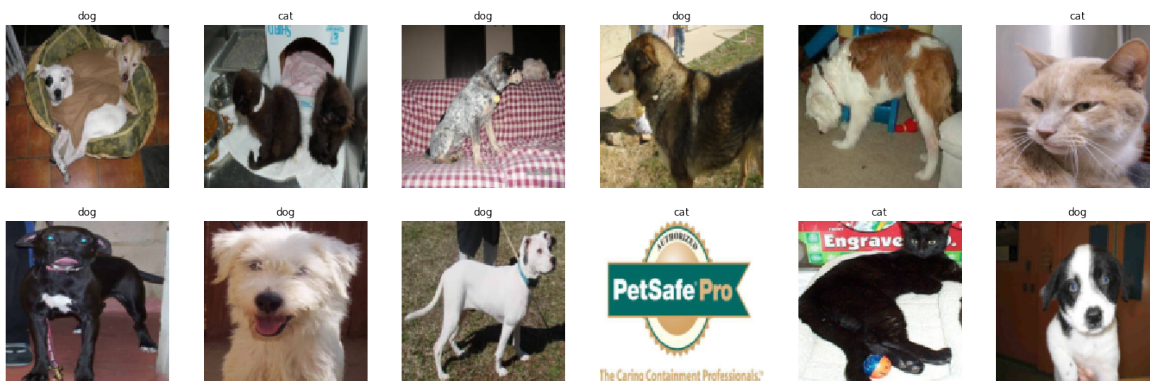 dog
cat
dog
dog
dog
cat
dog
dog
dog
cat
cat
dog
AUTHORIZED
PetSafe Pro
The Caring Containment Professionals.™
Engrave